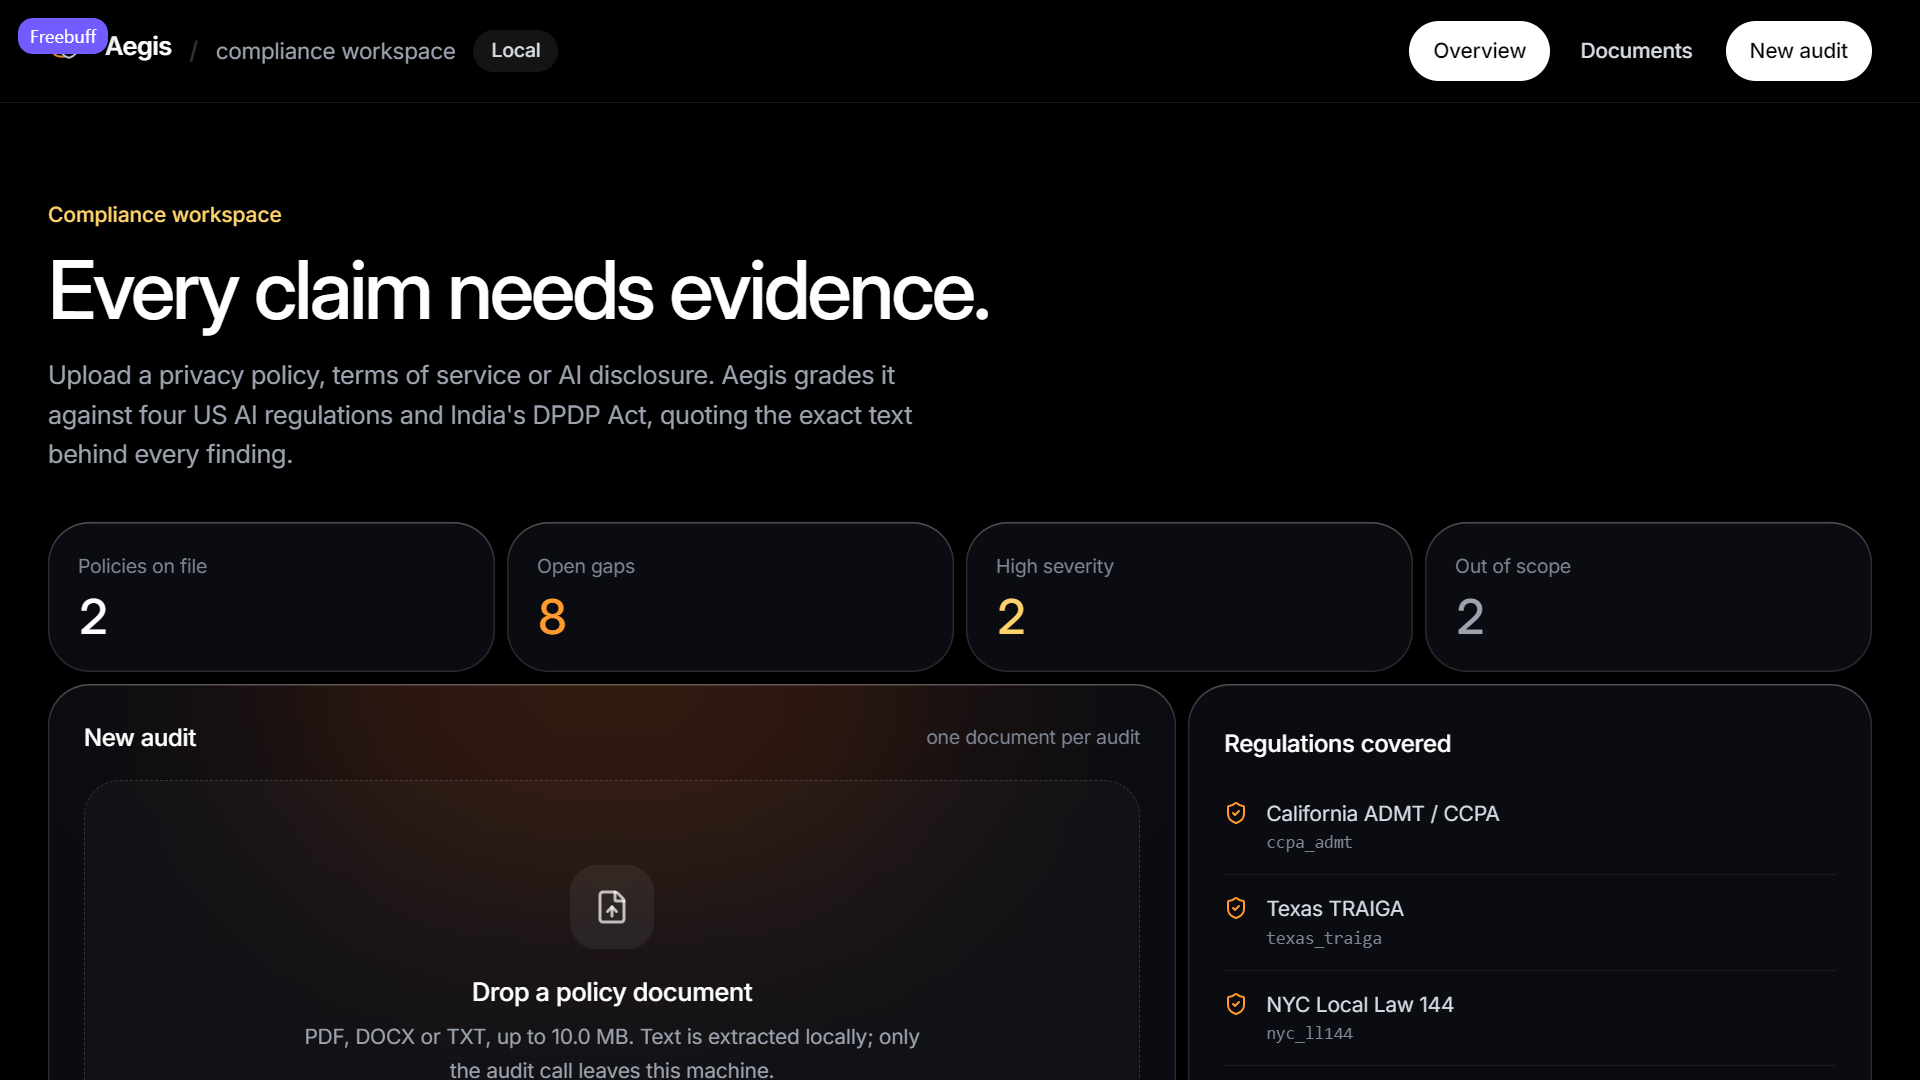 Freebuff
Aegis / compliance workspace Local
Overview Documents New audit
Compliance workspace
Every claim needs evidence.
Upload a privacy policy, terms of service or AI disclosure. Aegis grades it
against four US AI regulations and India's DPDP Act, quoting the exact text
behind every finding.
Policies on file
2
Open gaps
8
High severity
2
Out of scope
2
New audit
one document per audit
Drop a policy document
PDF, DOCX or TXT, up to 10.0 MB. Text is extracted locally; only
the audit call leaves this machine.
Regulations covered
California ADMT / CCPA
ccpa_admt
Texas TRAIGA
texas_traiga
NYC Local Law 144
nyc_ll144